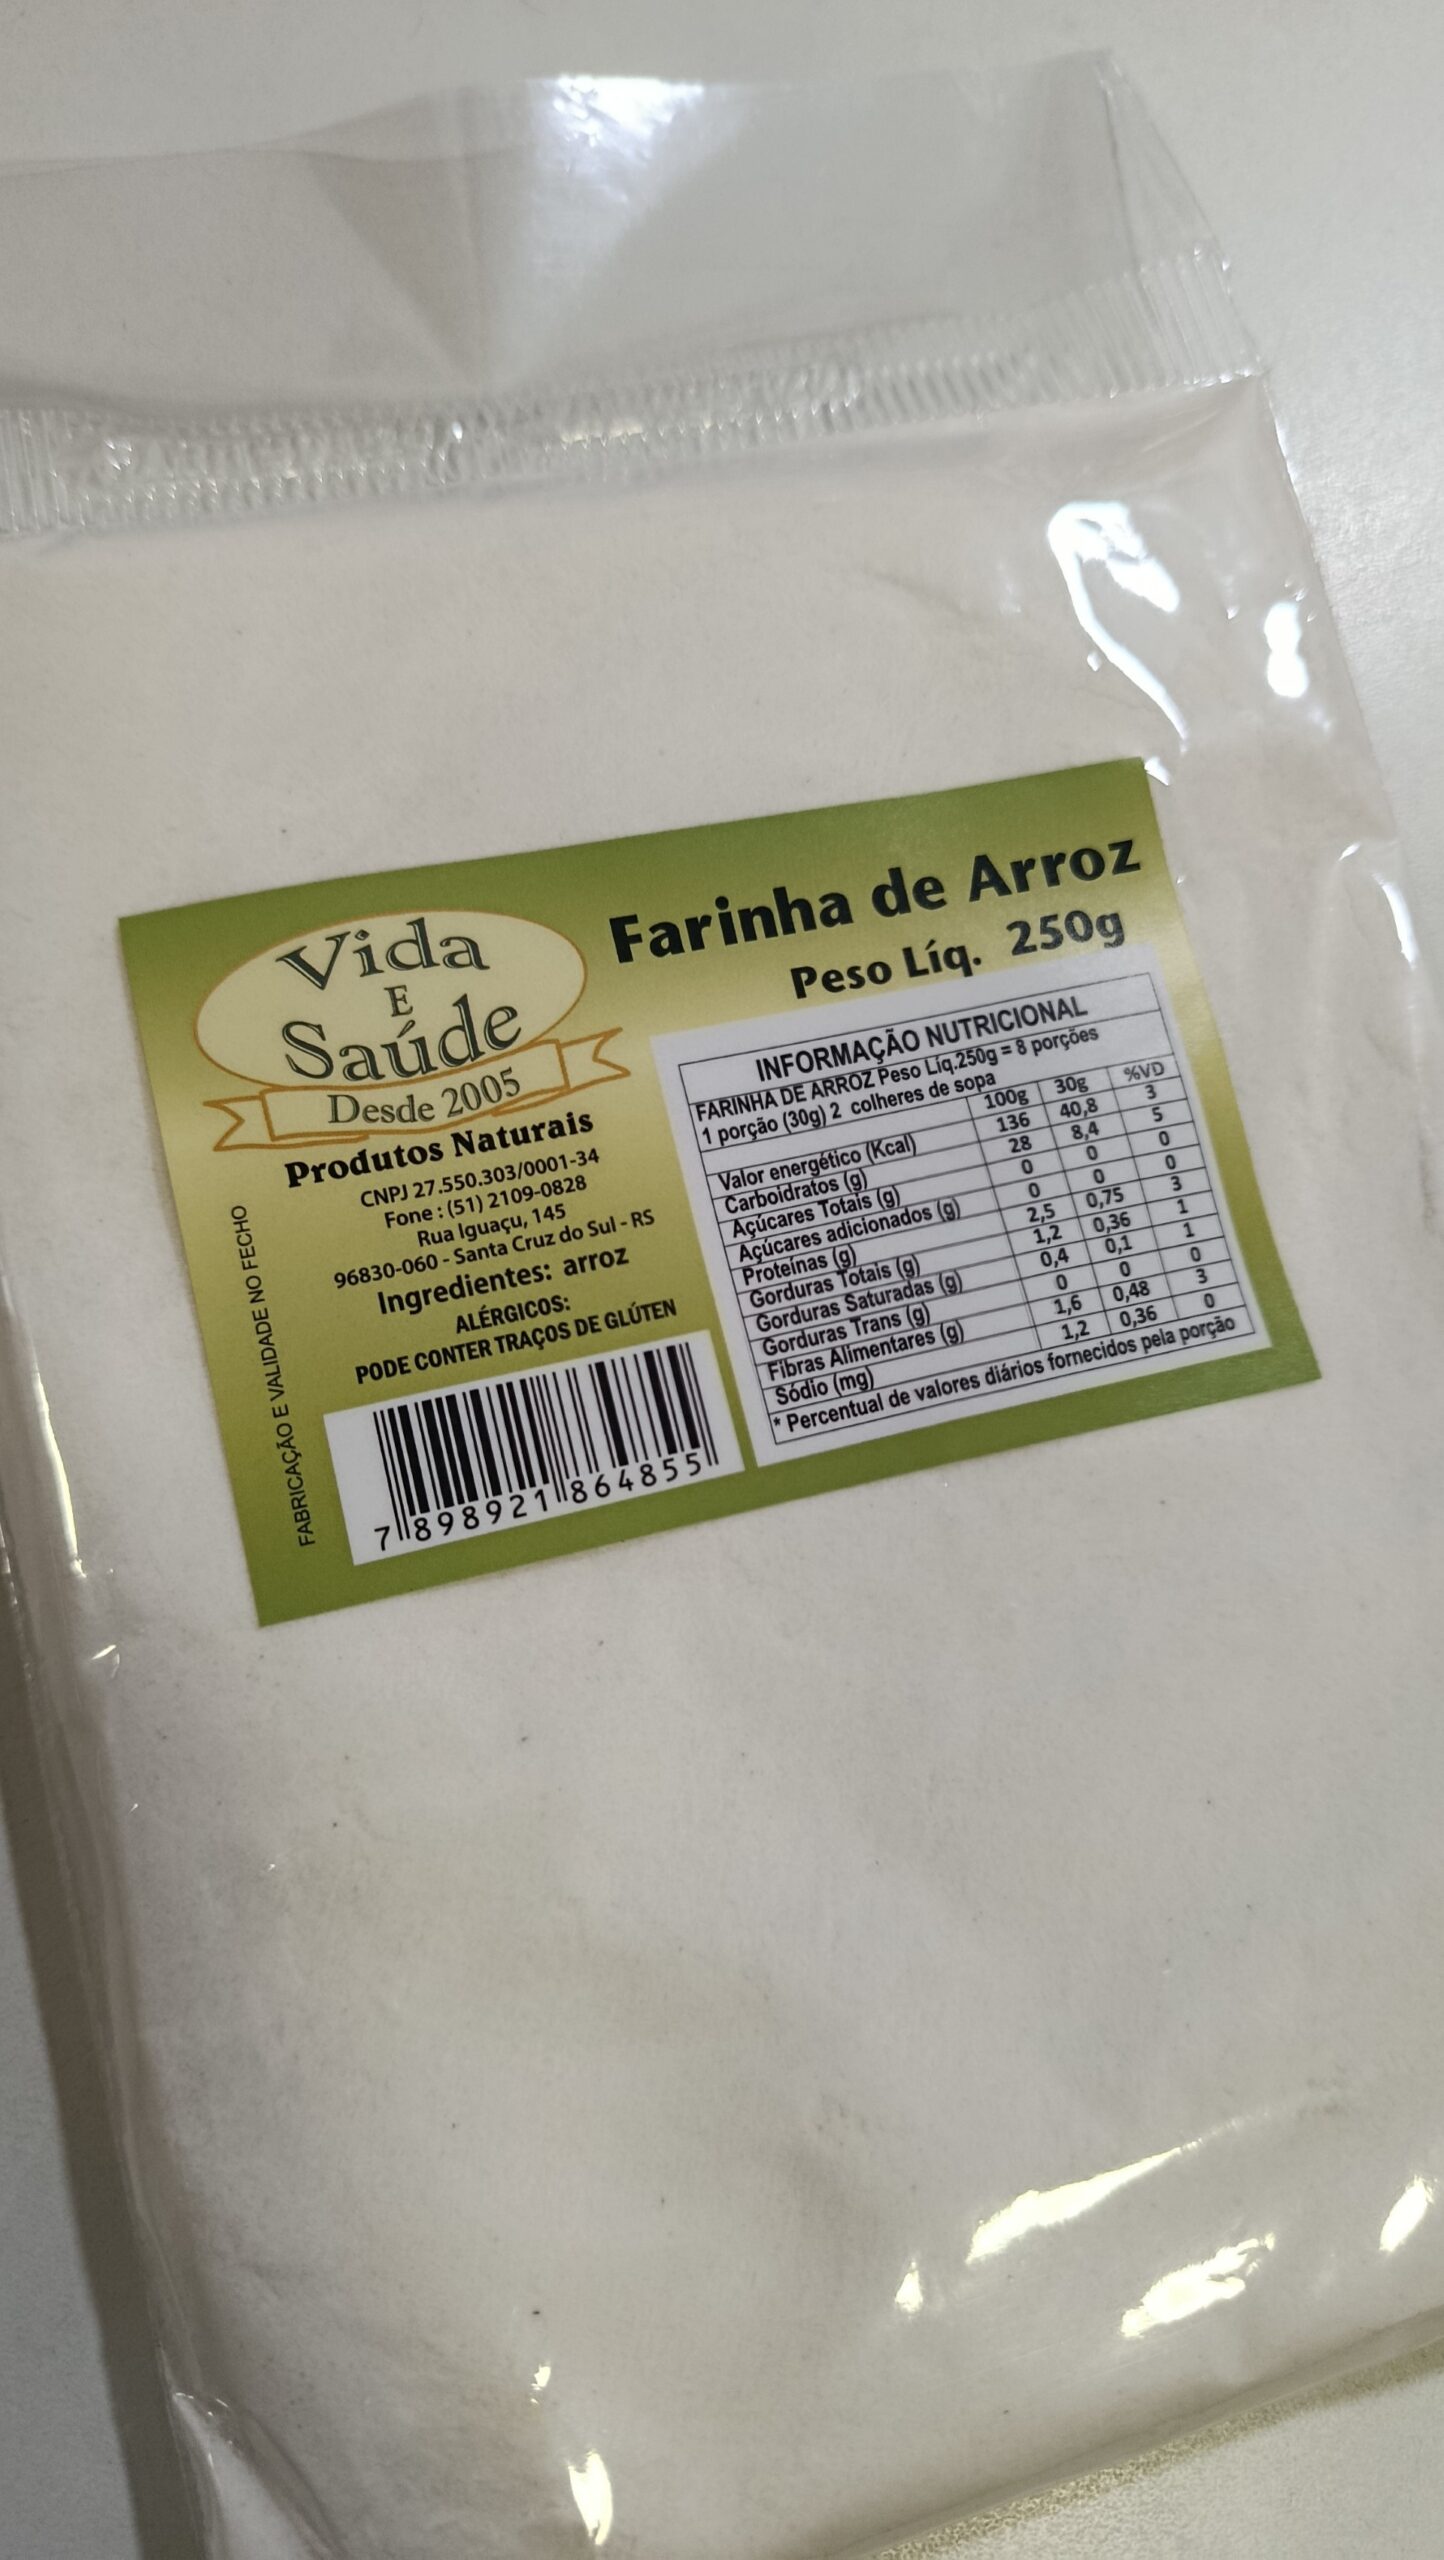 Vida
E
Saúde
Desde 2005
Produtos Naturais
CNPJ 27.550.303/0001-34
Fone : (51) 2109-0828
Rua Iguaçu, 145
96830-060 - Santa Cruz do Sul - RS
Ingredientes: arroz
ALÉRGICOS:
PODE CONTER TRAÇOS DE GLÚTEN
FABRICAÇÃO E VALIDADE NO FECHO
7 898921 864855
Farinha de Arroz
Peso Líq. 250g
INFORMAÇÃO NUTRICIONAL
FARINHA DE ARROZ Peso Líq.250g = 8 porções
1 porção (30g) 2 colheres de sopa
100g 30g %VD
Valor energético (Kcal) 136 40,8 3
Carboidratos (g) 28 8,4 5
Açúcares Totais (g) 0 0 0
Açúcares adicionados (g) 0 0 0
Proteínas (g) 2,5 0,75 3
Gorduras Totais (g) 1,2 0,36 1
Gorduras Saturadas (g) 0,4 0,1 1
Gorduras Trans (g) 0 0 0
Fibras Alimentares (g) 1,6 0,48 3
Sódio (mg) 1,2 0,36 0
* Percentual de valores diários fornecidos pela porção